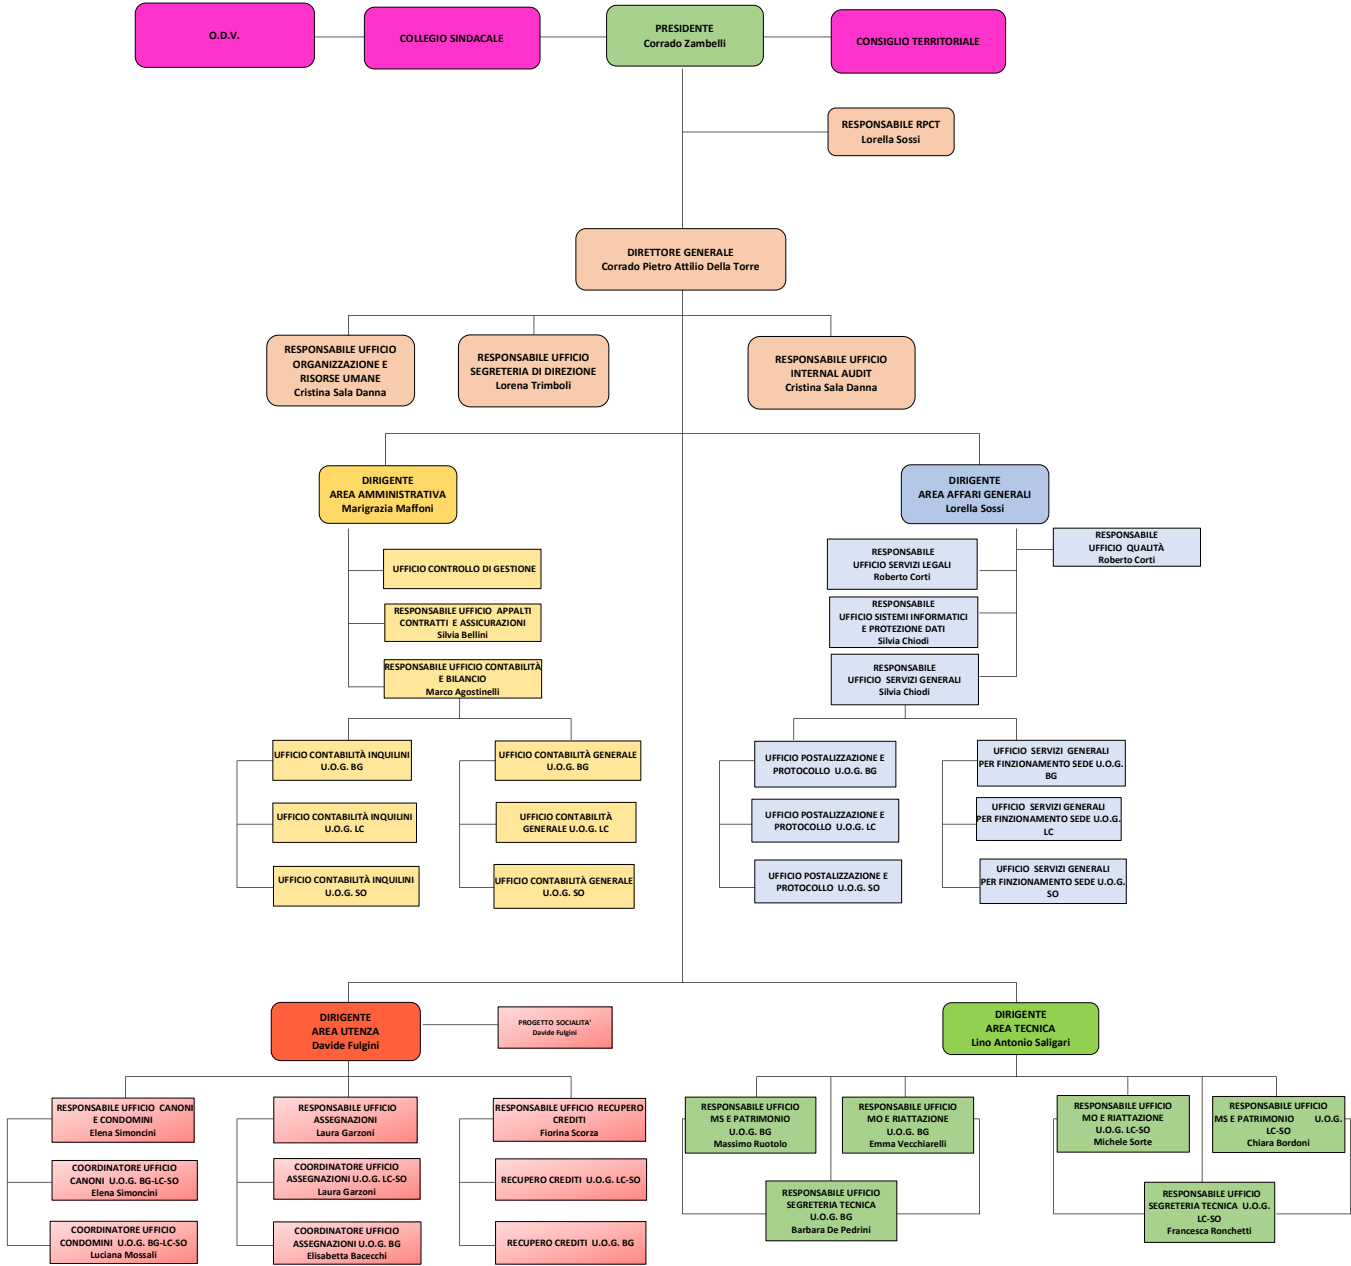 O.D.V.
COLLEGIO SINDACALE
PRESIDENTE
Corrado Zambelli
CONSIGLIO TERRITORIALE
RESPONSABILE RPCT
Lorella Sossi
DIRETTORE GENERALE
Corrado Pietro Attilio Della Torre
RESPONSABILE UFFICIO
ORGANIZZAZIONE E
RISORSE UMANE
Cristina Sala Danna
RESPONSABILE UFFICIO
SEGRETERIA DI DIREZIONE
Lorena Trimboli
RESPONSABILE UFFICIO
INTERNAL AUDIT
Cristina Sala Danna
DIRIGENTE
AREA AMMINISTRATIVA
Marigrazia Maffoni
DIRIGENTE
AREA AFFARI GENERALI
Lorella Sossi
UFFICIO CONTROLLO DI GESTIONE
RESPONSABILE UFFICIO APPALTI
CONTRATTI E ASSICURAZIONI
Silvia Bellini
RESPONSABILE UFFICIO CONTABILITÀ
E BILANCIO
Marco Agostinelli
RESPONSABILE
UFFICIO QUALITÀ
Roberto Corti
RESPONSABILE
UFFICIO SERVIZI LEGALI
Roberto Corti
RESPONSABILE
UFFICIO SISTEMI INFORMATICI
E PROTEZIONE DATI
Silvia Chiodi
RESPONSABILE
UFFICIO SERVIZI GENERALI
Silvia Chiodi
UFFICIO CONTABILITÀ INQUILINI
U.O.G. BG
UFFICIO CONTABILITÀ INQUILINI
U.O.G. LC
UFFICIO CONTABILITÀ INQUILINI
U.O.G. SO
UFFICIO CONTABILITÀ GENERALE
U.O.G. BG
UFFICIO CONTABILITÀ
GENERALE U.O.G. LC
UFFICIO CONTABILITÀ GENERALE
U.O.G. SO
UFFICIO POSTALIZZAZIONE E
PROTOCOLLO U.O.G. BG
UFFICIO POSTALIZZAZIONE E
PROTOCOLLO U.O.G. LC
UFFICIO POSTALIZZAZIONE E
PROTOCOLLO U.O.G. SO
UFFICIO SERVIZI GENERALI
PER FINZIONAMENTO SEDE U.O.G.
BG
UFFICIO SERVIZI GENERALI
PER FINZIONAMENTO SEDE U.O.G.
LC
UFFICIO SERVIZI GENERALI
PER FINZIONAMENTO SEDE U.O.G.
SO
DIRIGENTE
AREA UTENZA
Davide Fulgini
PROGETTO SOCIALITA'
Davide Fulgini
DIRIGENTE
AREA TECNICA
Lino Antonio Saligari
RESPONSABILE UFFICIO CANONI
E CONDOMINI
Elena Simoncini
COORDINATORE UFFICIO
CANONI U.O.G. BG-LC-SO
Elena Simoncini
COORDINATORE UFFICIO
CONDOMINI U.O.G. BG-LC-SO
Luciana Mossali
RESPONSABILE UFFICIO
ASSEGNAZIONI
Laura Garzoni
COORDINATORE UFFICIO
ASSEGNAZIONI U.O.G. LC-SO
Laura Garzoni
COORDINATORE UFFICIO
ASSEGNAZIONI U.O.G. BG
Elisabetta Bacecchi
RESPONSABILE UFFICIO RECUPERO
CREDITI
Fiorina Scorza
RECUPERO CREDITI U.O.G. LC-SO
RECUPERO CREDITI U.O.G. BG
RESPONSABILE UFFICIO
MS E PATRIMONIO
U.O.G. BG
Massimo Ruotolo
RESPONSABILE UFFICIO
MO E RIATTAZIONE
U.O.G. BG
Emma Vecchiarelli
RESPONSABILE UFFICIO
SEGRETERIA TECNICA
U.O.G. BG
Barbara De Pedrini
RESPONSABILE UFFICIO
MO E RIATTAZIONE
U.O.G. LC-SO
Michele Sorte
RESPONSABILE UFFICIO
MS E PATRIMONIO U.O.G.
LC-SO
Chiara Bordoni
RESPONSABILE UFFICIO
SEGRETERIA TECNICA U.O.G.
LC-SO
Francesca Ronchetti